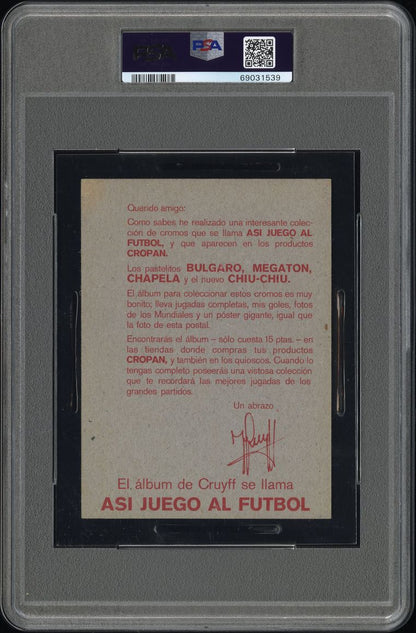 PSA
69031539
Querido amigo:
Como sabes he realizado una interesante colec-
ción de cromos que se llama ASI JUEGO AL
FUTBOL, y que aparecen en los productos
CROPAN.
Los pastelitos BULGARO, MEGATON,
CHAPELA y el nuevo CHIU-CHIU.
El álbum para coleccionar estos cromos es muy
bonito; lleva jugadas completas, mis goles, fotos
de los Mundiales y un póster gigante, igual que
la foto de esta postal.
Encontrarás el álbum – sólo cuesta 15 ptas. – en
las tiendas donde compras tus productos
CROPAN, y también en los quioscos. Cuando lo
tengas completo poseerás una vistosa colección
que te recordará las mejores jugadas de los
grandes partidos.
Un abrazo
El álbum de Cruyff se llama
ASI JUEGO AL FUTBOL